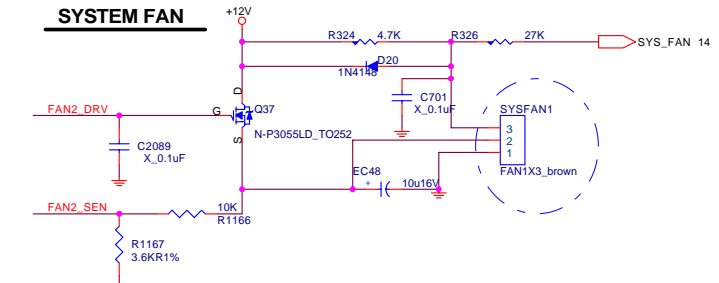 SYSTEM FAN
+12V
R324 4.7K R326 27K
SYS_FAN 14
D20
1N4148
C701
X_0.1uF
SYSFAN1
FAN2_DRV
D
G
Q37
S
N-P3055LD_TO252
3
2
1
C2089
X_0.1uF
FAN1X3_brown
EC48
+
10u16V
FAN2_SEN
10K
R1166
R1167
3.6KR1%